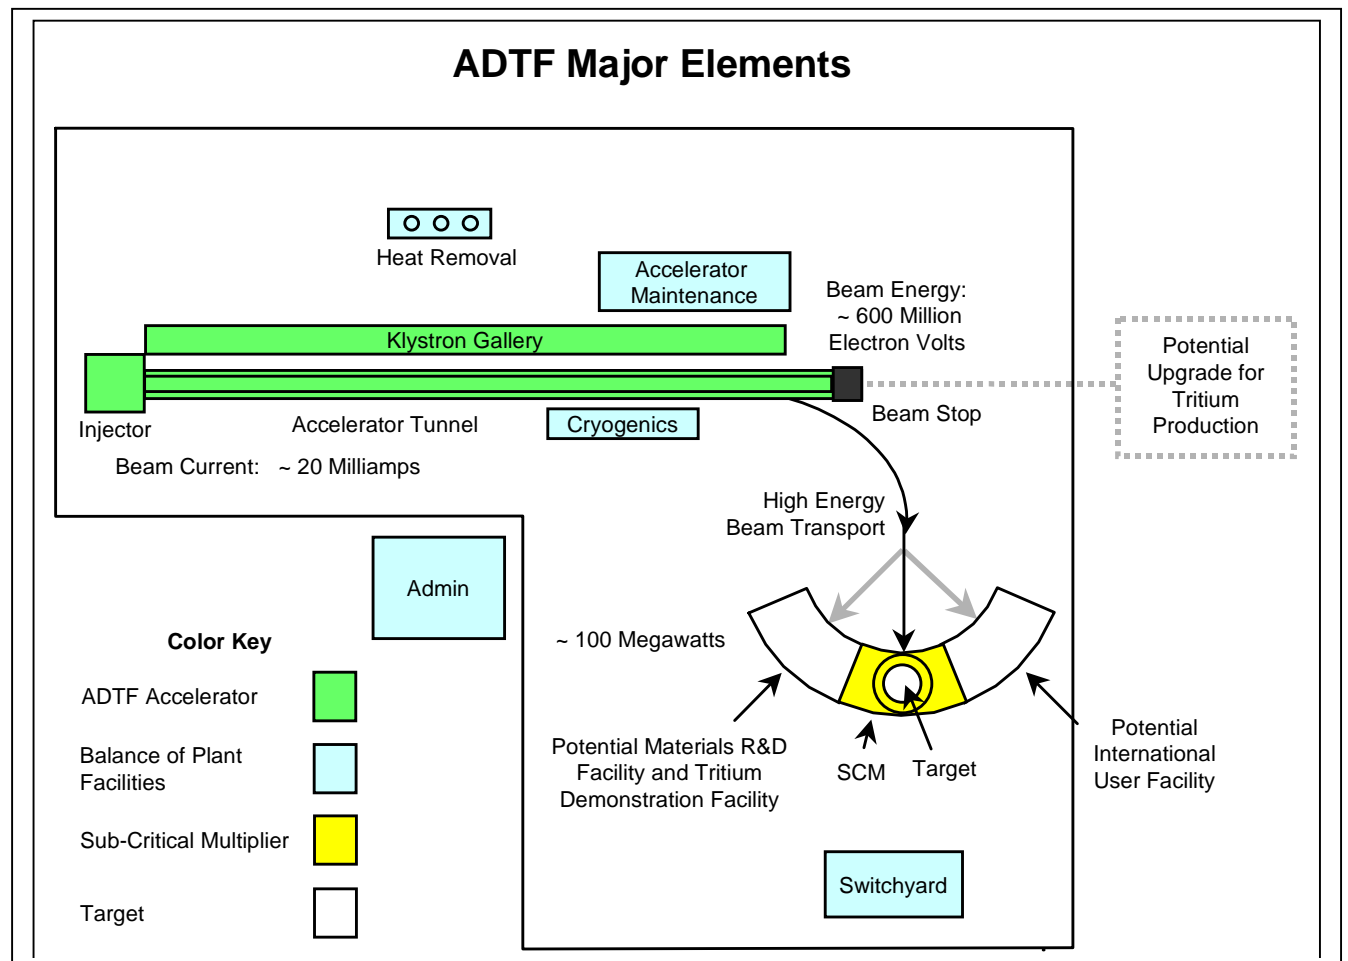 ADTF Major Elements
Heat Removal
Accelerator
Maintenance
Beam Energy:
~ 600 Million
Electron Volts
Klystron Gallery
Potential
Upgrade for
Tritium
Production
Injector
Accelerator Tunnel
Cryogenics
Beam Stop
Beam Current: ~ 20 Milliamps
High Energy
Beam Transport
Admin
Color Key
~ 100 Megawatts
ADTF Accelerator
Balance of Plant
Facilities
Sub-Critical Multiplier
Target
Potential Materials R&D
Facility and Tritium
Demonstration Facility
SCM
Target
Potential
International
User Facility
Switchyard